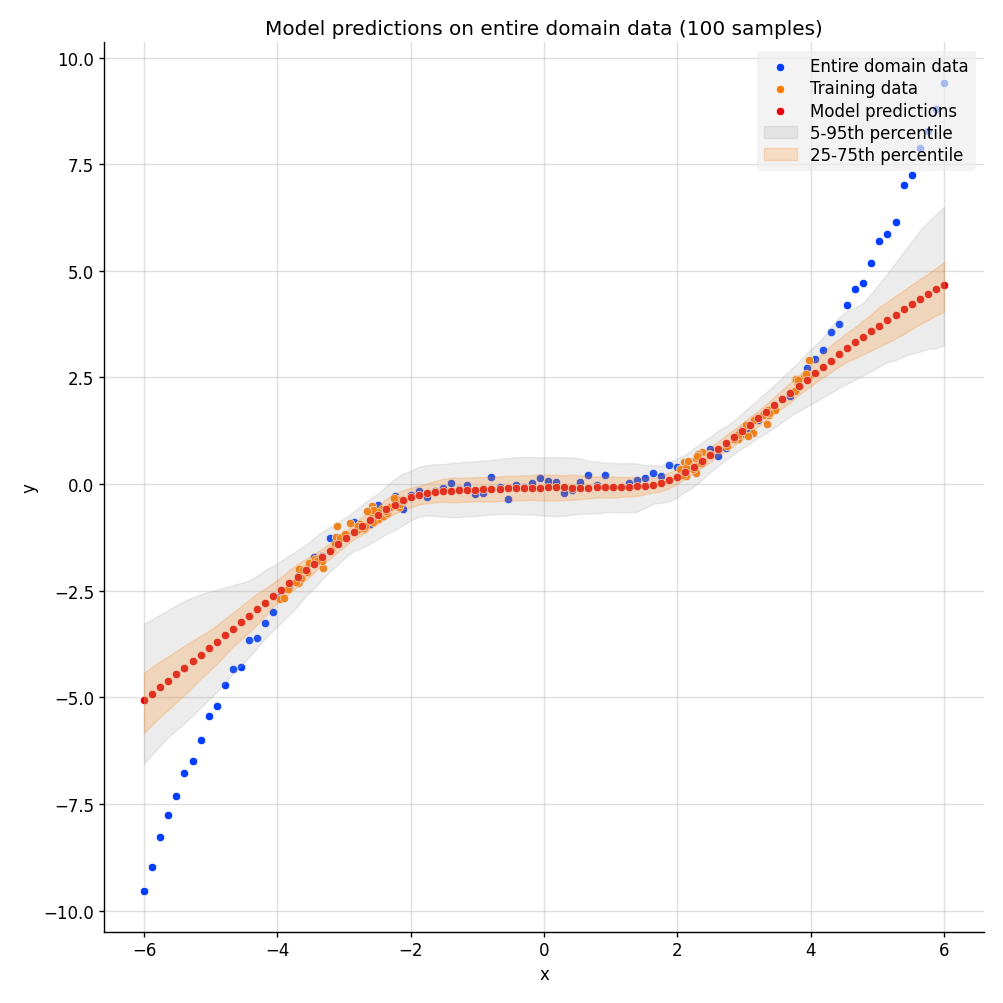 Model predictions on entire domain data (100 samples)
Entire domain data
Training data
Model predictions
5-95th percentile
25-75th percentile
10.0
7.5
5.0
2.5
0.0
−2.5
−5.0
−7.5
−10.0
y
−6
−4
−2
0
2
4
6
x